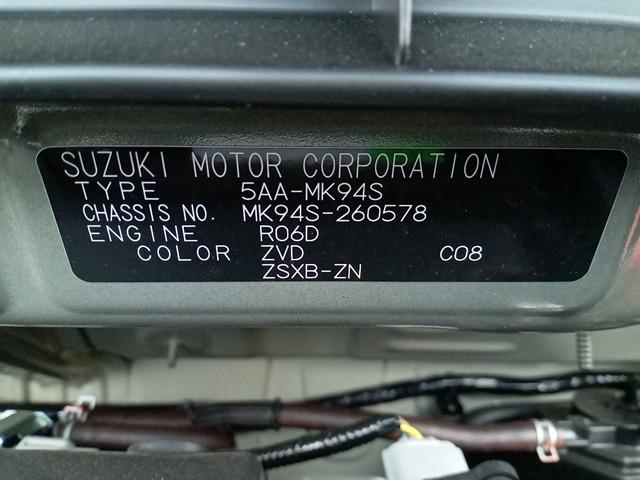 SUZUKI MOTOR CORPORATION
TYPE 5AA-MK94S
CHASSIS NO. MK94S-260578
ENGINE R06D
COLOR ZVD C08
ZSXB-ZN